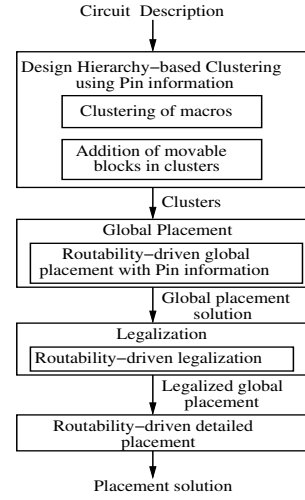 Circuit Description
Design Hierarchy−based Clustering
using Pin information
Clustering of macros
Addition of movable
blocks in clusters
Clusters
Global Placement
Routability−driven global
placement with Pin information
Global placement
solution
Legalization
Routability−driven legalization
Legalized global
placement
Routability−driven detailed
placement
Placement solution